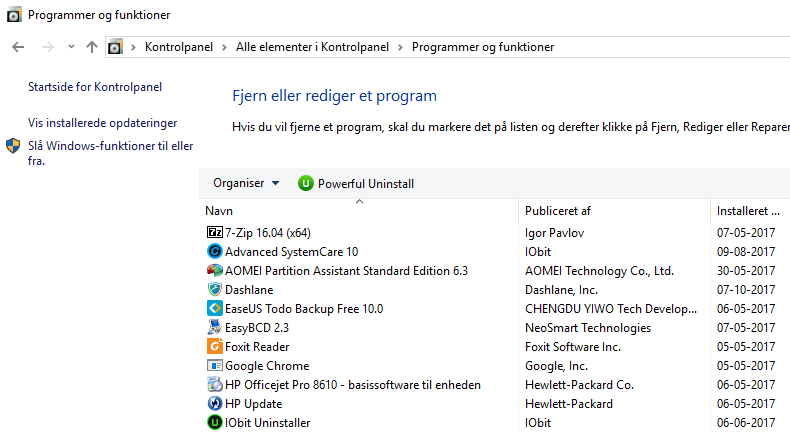 Programmer og funktioner
Kontrolpanel > Alle elementer i Kontrolpanel > Programmer og funktioner
Startside for Kontrolpanel
Vis installerede opdateringer
Slå Windows-funktioner til eller
fra.
Fjern eller rediger et program
Hvis du vil fjerne et program, skal du markere det på listen og derefter klikke på Fjern, Rediger eller Reparer
Organiser Powerful Uninstall
Navn Publiceret af Installeret ...
7-Zip 16.04 (x64) Igor Pavlov 07-05-2017
Advanced SystemCare 10 IObit 09-08-2017
AOMEI Partition Assistant Standard Edition 6.3 AOMEI Technology Co., Ltd. 30-05-2017
Dashlane Dashlane, Inc. 07-10-2017
EaseUS Todo Backup Free 10.0 CHENGDU YIWO Tech Develop... 06-05-2017
EasyBCD 2.3 NeoSmart Technologies 07-05-2017
Foxit Reader Foxit Software Inc. 05-05-2017
Google Chrome Google, Inc. 05-05-2017
HP Officejet Pro 8610 - basissoftware til enheden Hewlett-Packard Co. 06-05-2017
HP Update Hewlett-Packard 06-05-2017
IObit Uninstaller IObit 06-06-2017